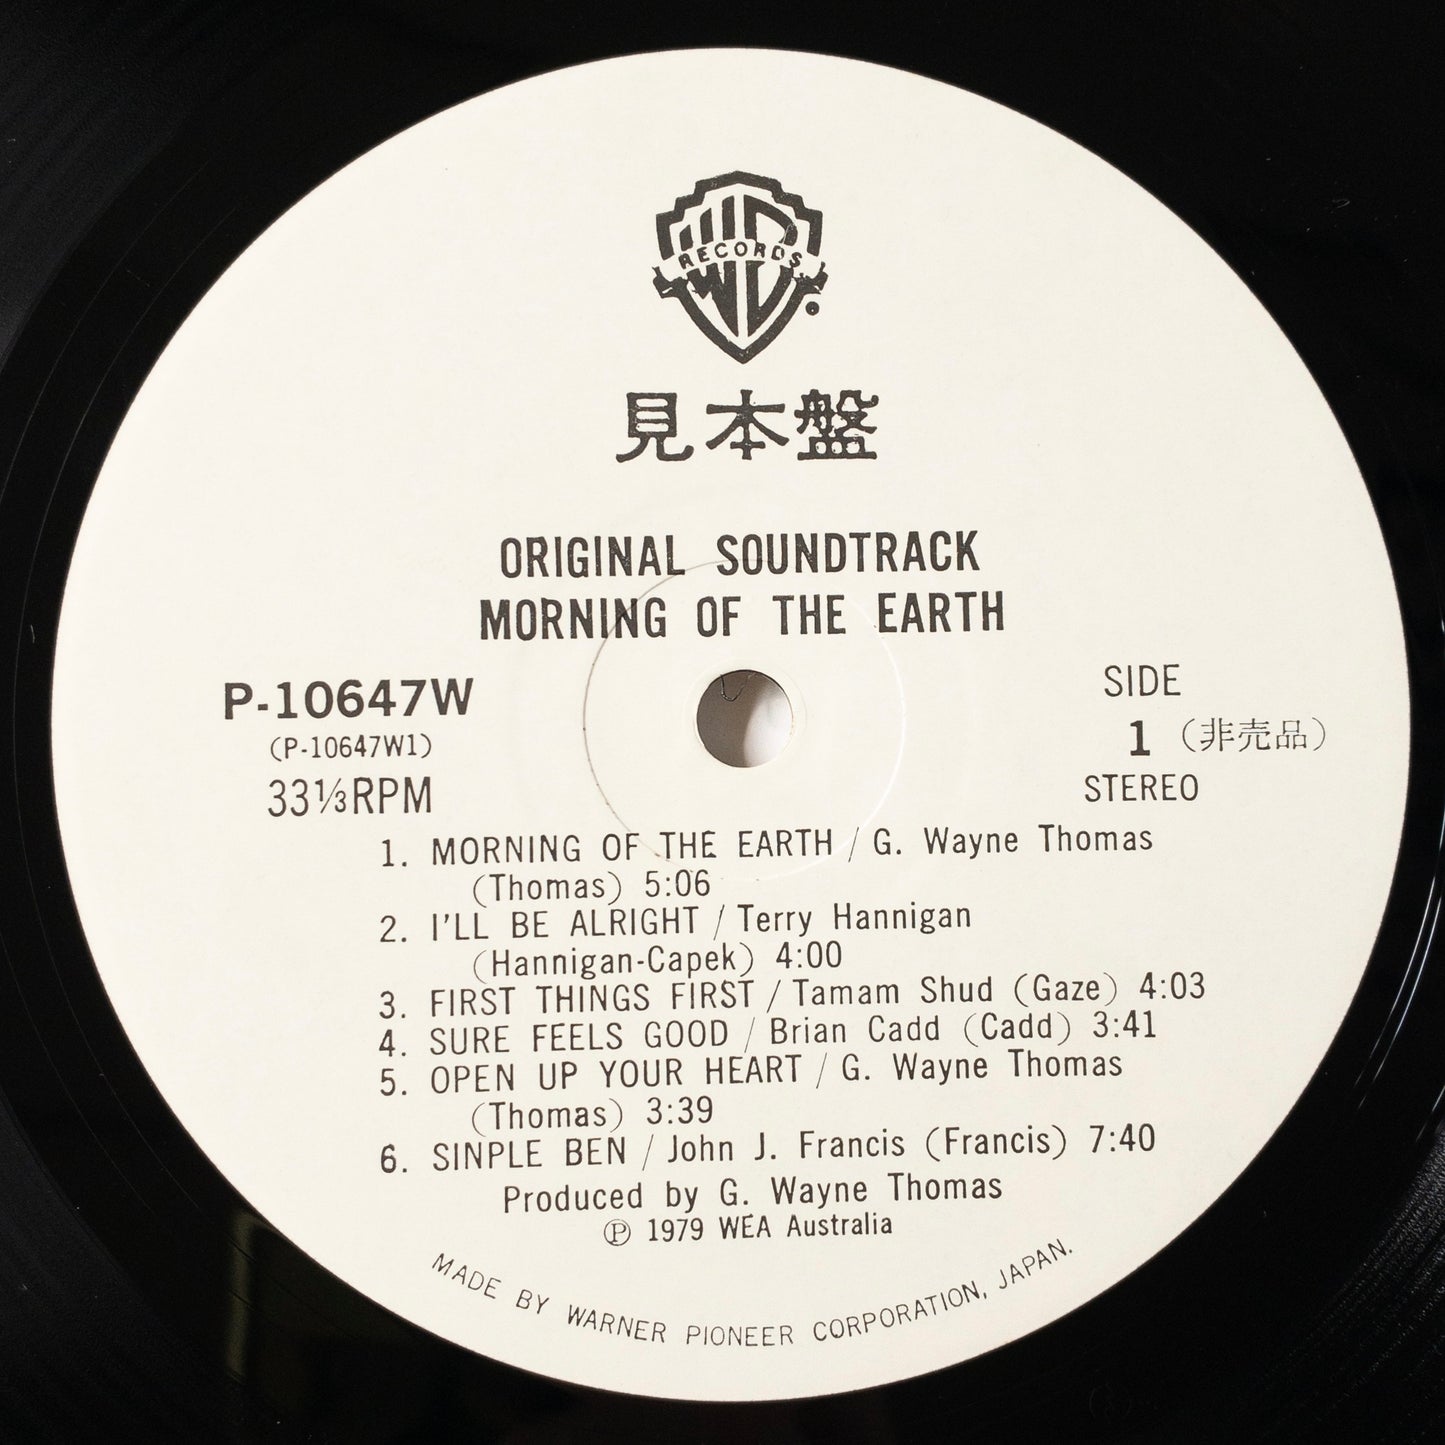 WB
RECORDS
®
見本盤
ORIGINAL SOUNDTRACK
MORNING OF THE EARTH
P-10647W
(P-10647W1)
33⅓RPM
SIDE
1 (非売品)
STEREO
1. MORNING OF THE EARTH / G. Wayne Thomas
(Thomas) 5:06
2. I'LL BE ALRIGHT / Terry Hannigan
(Hannigan-Capek) 4:00
3. FIRST THINGS FIRST / Tamam Shud (Gaze) 4:03
4. SURE FEELS GOOD / Brian Cadd (Cadd) 3:41
5. OPEN UP YOUR HEART / G. Wayne Thomas
(Thomas) 3:39
6. SINPLE BEN / John J. Francis (Francis) 7:40
Produced by G. Wayne Thomas
℗ 1979 WEA Australia
MADE BY WARNER PIONEER CORPORATION, JAPAN.